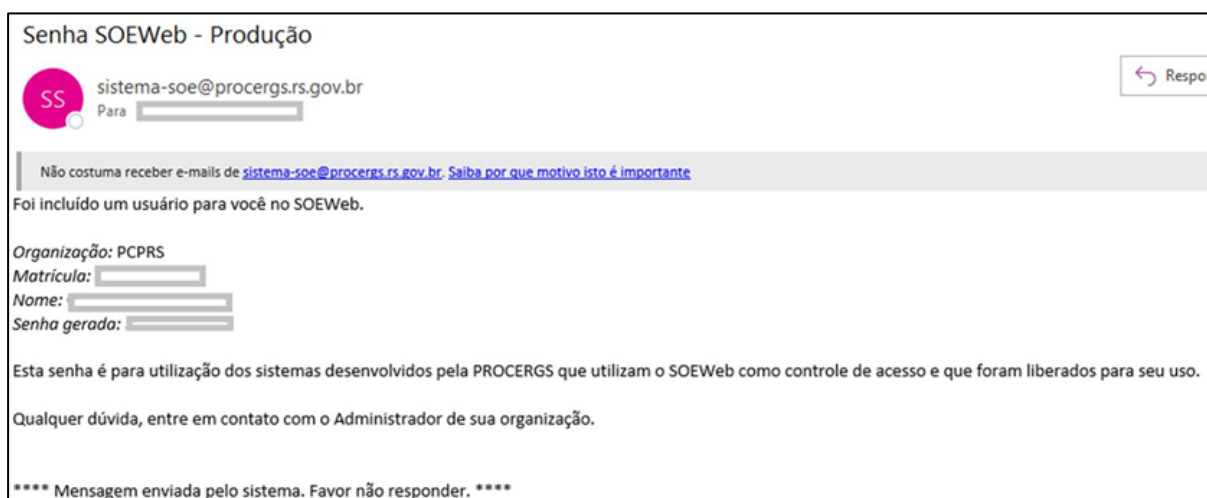 Senha SOEWeb - Produção
SS
sistema-soe@procergs.rs.gov.br
Para
Respo
Não costuma receber e-mails de sistema-soe@procergs.rs.gov.br. Saiba por que motivo isto é importante
Foi incluído um usuário para você no SOEWeb.
Organização: PCPRS
Matrícula:
Nome:
Senha gerada:
Esta senha é para utilização dos sistemas desenvolvidos pela PROCERGS que utilizam o SOEWeb como controle de acesso e que foram liberados para seu uso.
Qualquer dúvida, entre em contato com o Administrador de sua organização.
**** Mensagem enviada pelo sistema. Favor não responder. ****